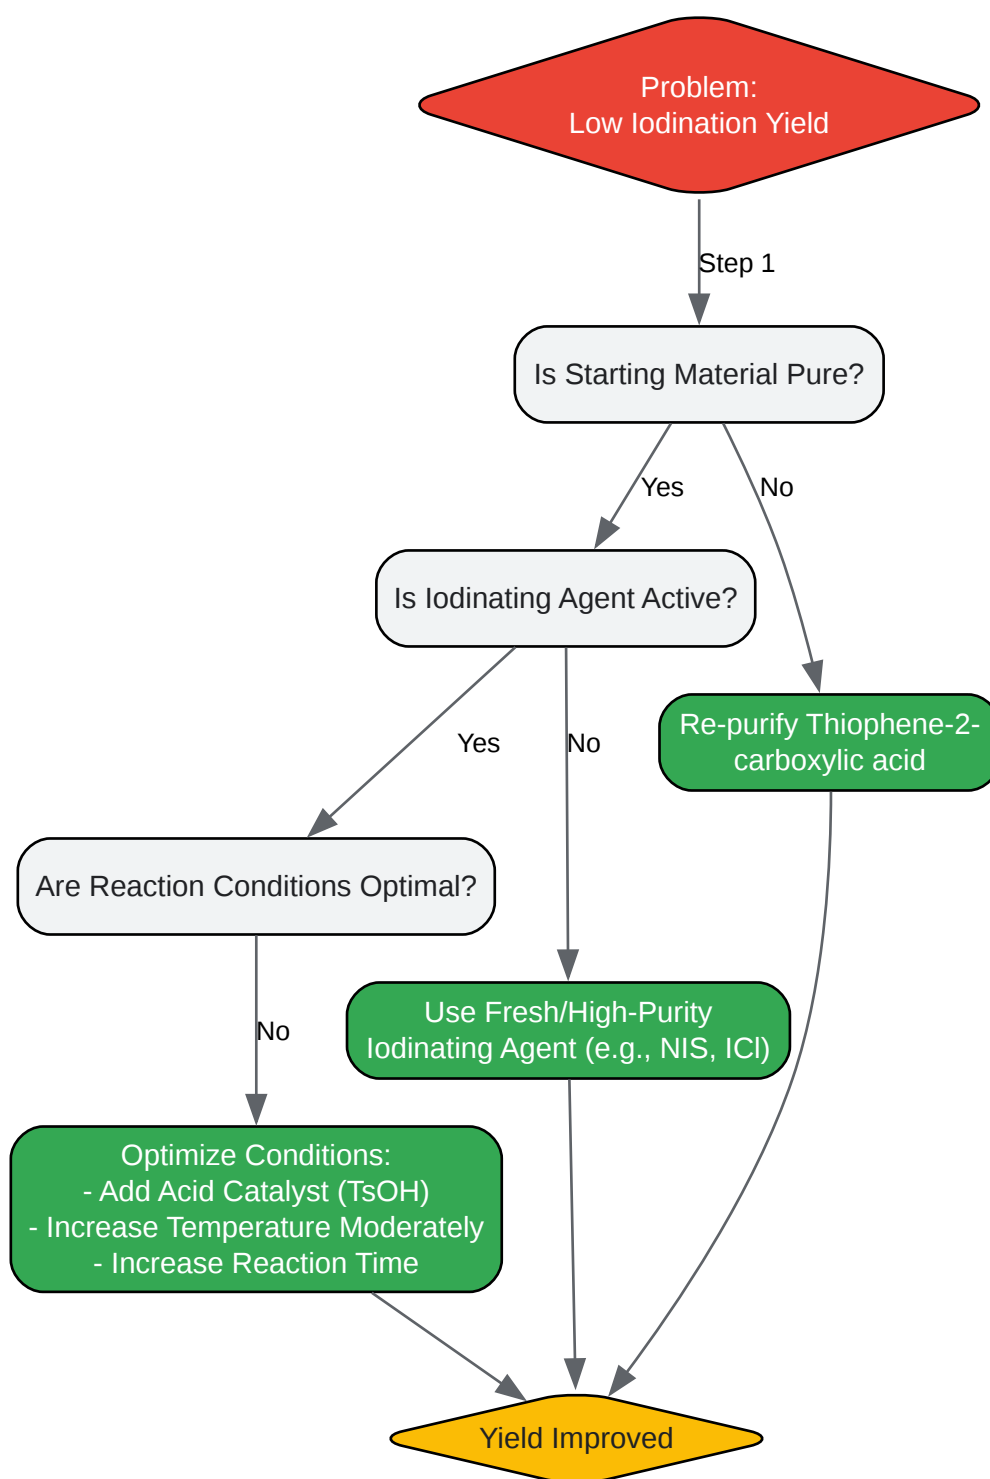 Problem:
Low Iodination Yield
Step 1
Is Starting Material Pure?
Yes
No
Is Iodinating Agent Active?
Re-purify Thiophene-2-
carboxylic acid
Yes
No
Are Reaction Conditions Optimal?
Use Fresh/High-Purity
Iodinating Agent (e.g., NIS, ICl)
No
Optimize Conditions:
- Add Acid Catalyst (TsOH)
- Increase Temperature Moderately
- Increase Reaction Time
Yield Improved